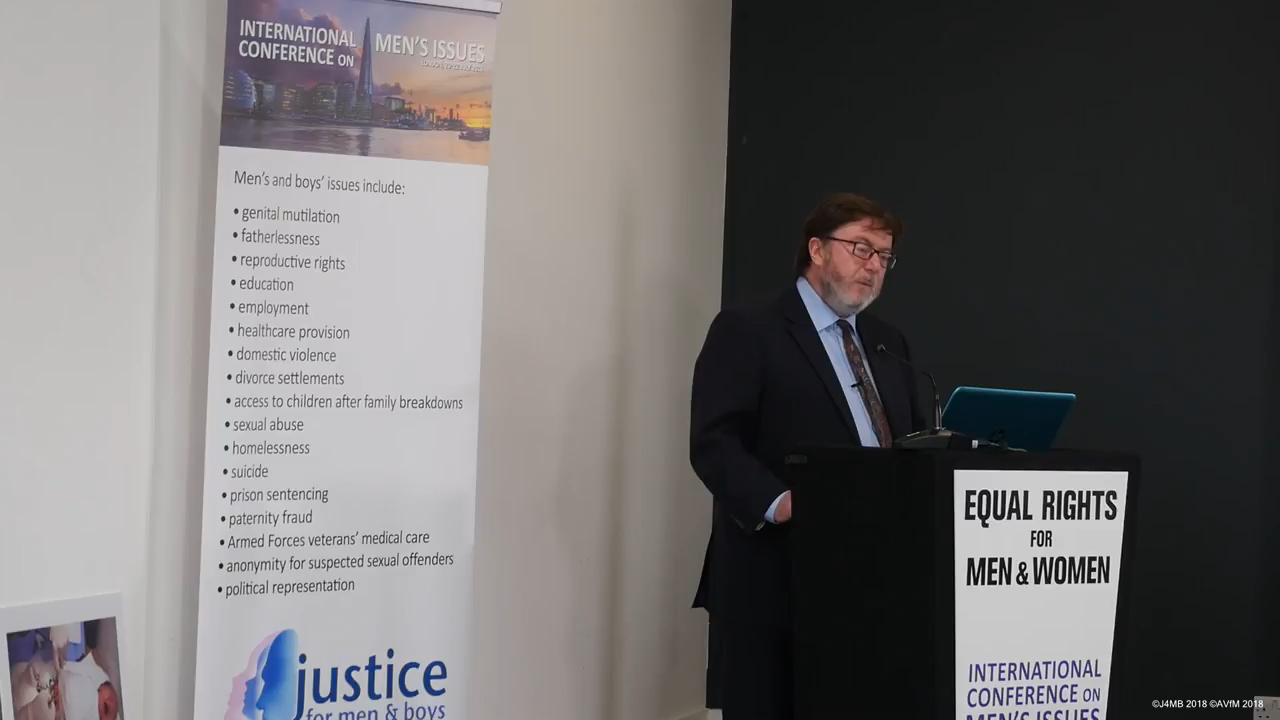 INTERNATIONAL
CONFERENCE ON
MEN'S ISSUES
Men's and boys' issues include:
• genital mutilation
• fatherlessness
• reproductive rights
• education
• employment
• healthcare provision
• domestic violence
• divorce settlements
• access to children after family breakdowns
• sexual abuse
• homelessness
• suicide
• prison sentencing
• paternity fraud
• Armed Forces veterans' medical care
• anonymity for suspected sexual offenders
• political representation
justice
for men & boys
EQUAL RIGHTS
FOR
MEN & WOMEN
INTERNATIONAL
CONFERENCE ON
MEN'S ISSUES
©J4MB 2018 ©AVfM 2018